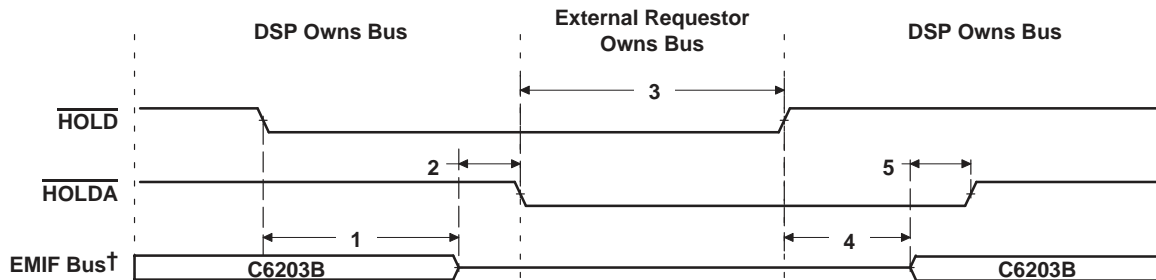 DSP Owns Bus
External Requestor
Owns Bus
DSP Owns Bus
3
HOLD
2
5
HOLDA
1
4
EMIF Bus†
C6203B
C6203B